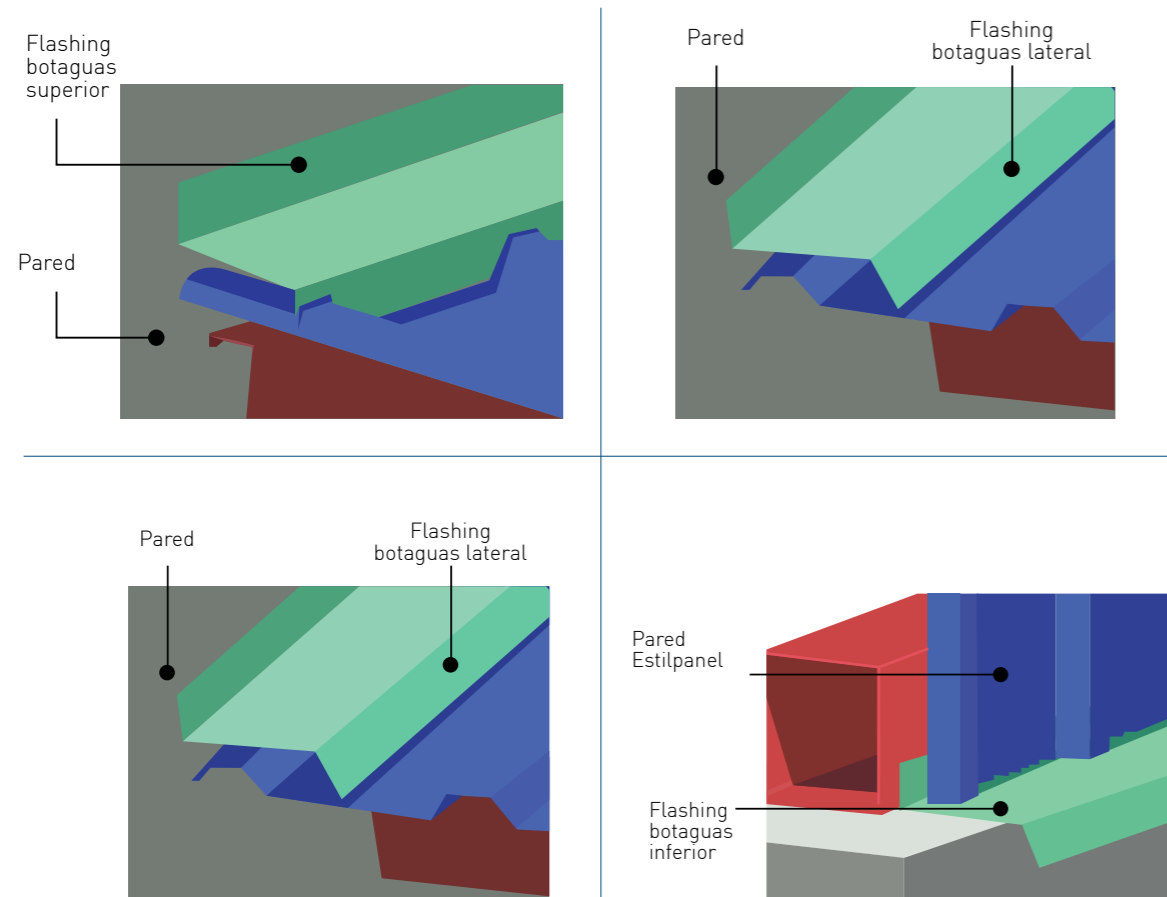 Flashing
botaguas
superior
Pared
Pared
Flashing
botaguas lateral
Pared
Flashing
botaguas lateral
Pared
Estilpanel
Flashing
botaguas
inferior